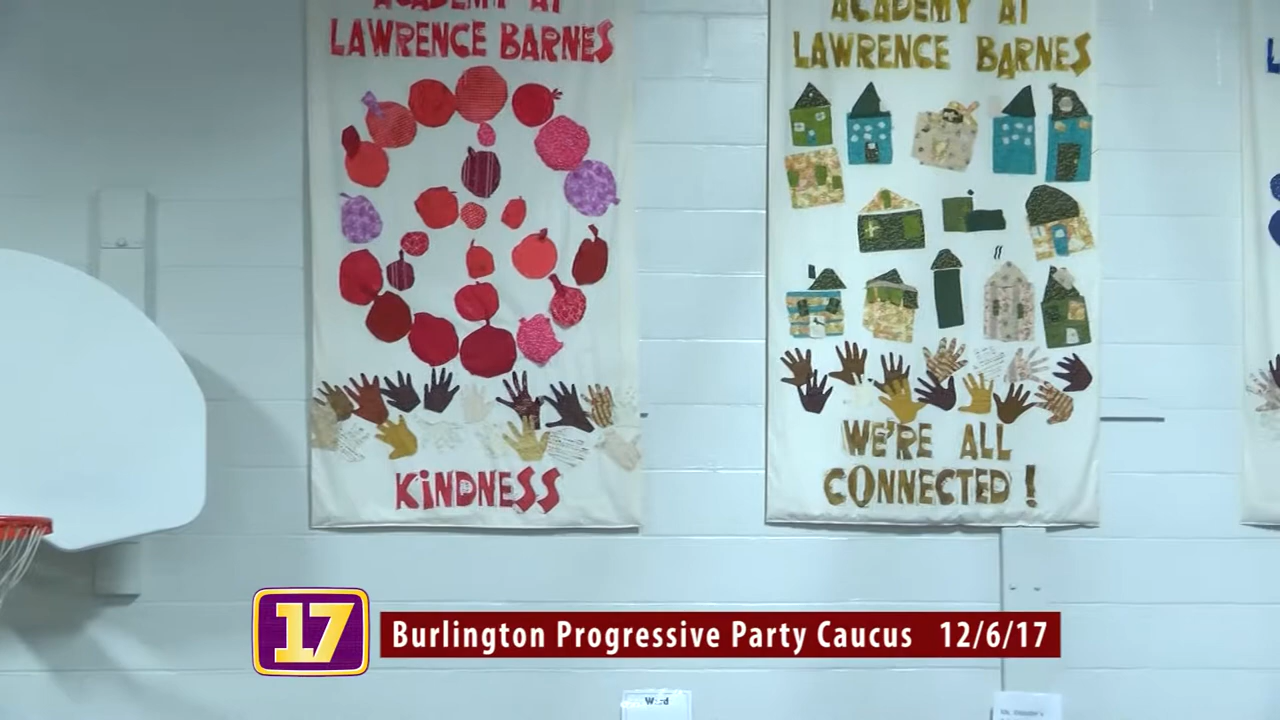 ACADEMY AT
LAWRENCE BARNES
KINDNESS
ACADEMY AT
LAWRENCE BARNES
WE'RE ALL
CONNECTED!
17
Burlington Progressive Party Caucus 12/6/17